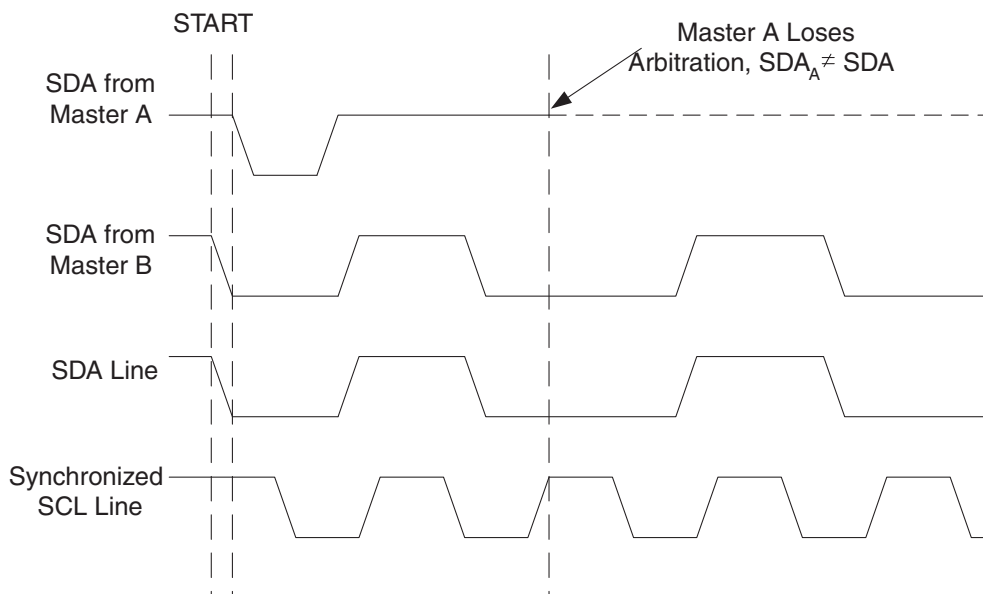 START
Master A Loses
Arbitration, SDA_A ≠ SDA
SDA from
Master A
SDA from
Master B
SDA Line
Synchronized
SCL Line